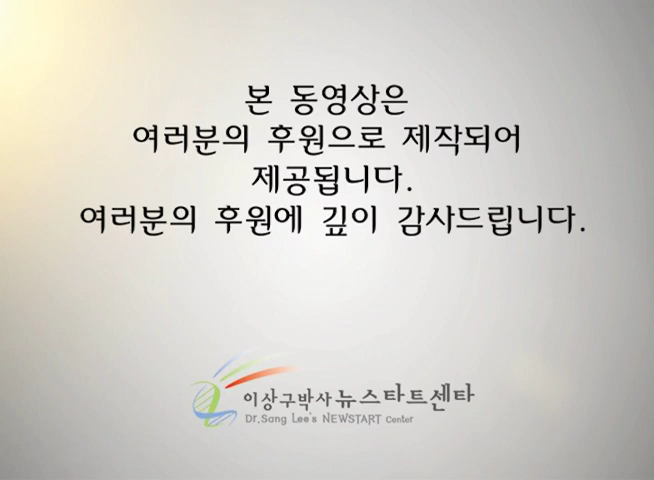 본 동영상은
여러분의 후원으로 제작되어
제공됩니다.
여러분의 후원에 깊이 감사드립니다.
이상구박사뉴스타트센타
Dr.Sang Lee's NEWSTART Center